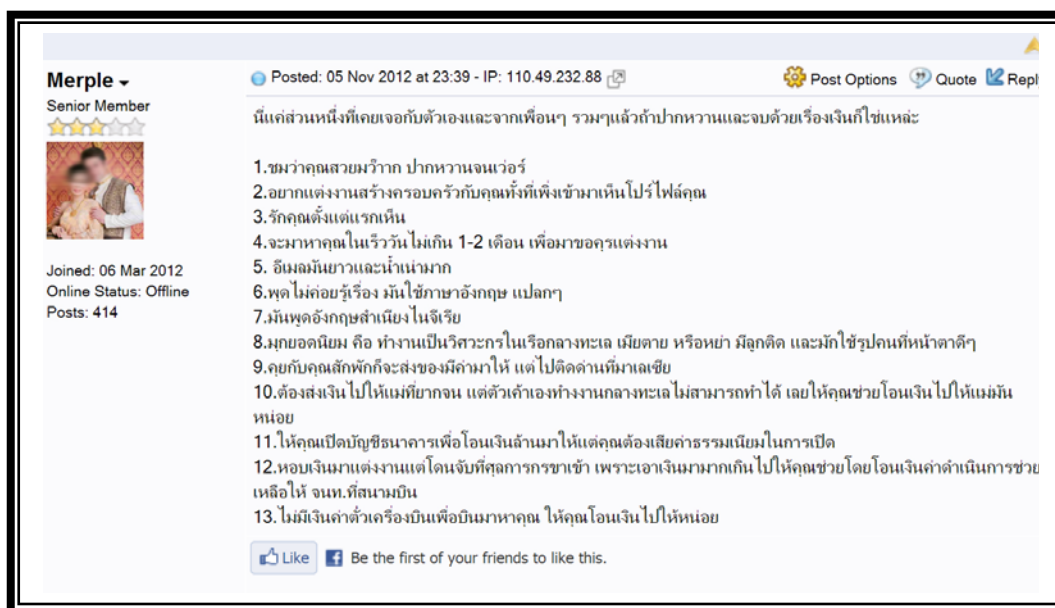 Merple
Senior Member
Joined: 06 Mar 2012
Online Status: Offline
Posts: 414
Posted: 05 Nov 2012 at 23:39 - IP: 110.49.232.88
Post Options Quote Reply
นี่แค่ส่วนหนึ่งที่เคยเจอกับตัวเองและจากเพื่อนๆ รวมๆแล้วถ้าปากหวานและจบด้วยเรื่องเงินก็ใช่แหล่ะ
1.ชมว่าคุณสวยมว๊าาก ปากหวานจนเว่อร์
2.อยากแต่งงานสร้างครอบครัวกับคุณทั้งที่เพิ่งเข้ามาเห็นโปร์ไฟล์คุณ
3.รักคุณตั้งแต่แรกเห็น
4.จะมาหาคุณในเร็ววัน ไม่เกิน 1-2 เดือน เพื่อมาขอคุรแต่งงาน
5. อีเมลมันยาวและน้ำเน่ามาก
6.พุดไม่ค่อยรู้เรื่อง มันใช้ภาษาอังกฤษ แปลกๆ
7.มันพูดอังกฤษสำเนียงไนจีเรีย
8.มุกยอดนิยม คือ ทำงานเป็นวิศวะกรในเรือกลางทะเล เมียตาย หรือหย่า มีลูกติด และมักใช้รูปคนที่หน้าตาดีๆ
9.คุยกับคุณสักพักก็จะส่งของมีค่ามาให้ แต่ไปติดด่านที่มาเลเซีย
10.ต้องส่งเงินไปให้แม่ที่ยากจน แต่ตัวเค้าเองทำงานกลางทะเลไม่สามารถทำได้ เลยให้คุณช่วยโอนเงินไปให้แม่มัน
หน่อย
11.ให้คุณเปิดบัญชีธนาคารเพื่อโอนเงินล้านมาให้แต่คุณต้องเสียค่าธรรมเนียมในการเปิด
12.หอบเงินมาแต่งงานแต่โดนจับที่ศุลการกรขาเข้า เพราะเอาเงินมามากเกินไปให้คุณช่วยโดยโอนเงินค่าดำเนินการช่วย
เหลือให้ จนท.ที่สนามบิน
13.ไม่มีเงินค่าตั่วเครื่องบินเพื่อบินมาหาคุณ ให้คุณโอนเงินไปให้หน่อย
Like Be the first of your friends to like this.